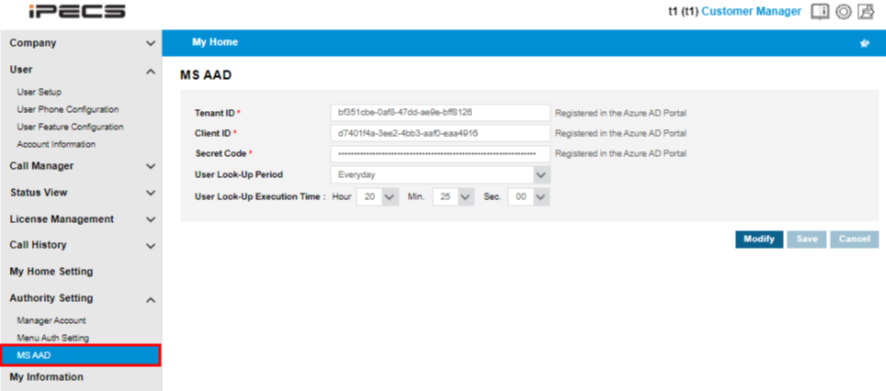 iPECS
t1 (t1) Customer Manager
Company
User
User Setup
User Phone Configuration
User Feature Configuration
Account Information
Call Manager
Status View
License Management
Call History
My Home Setting
Authority Setting
Manager Account
Menu Auth Setting
MS AAD
My Information
My Home
MS AAD
Tenant ID * bf351cbe-0af8-47dd-ae9e-bff8126 Registered in the Azure AD Portal
Client ID * d7401f4a-3ee2-4bb3-aaf0-eaa4916 Registered in the Azure AD Portal
Secret Code * Registered in the Azure AD Portal
User Look-Up Period Everyday
User Look-Up Execution Time : Hour 20 Min. 25 Sec. 00
Modify Save Cancel